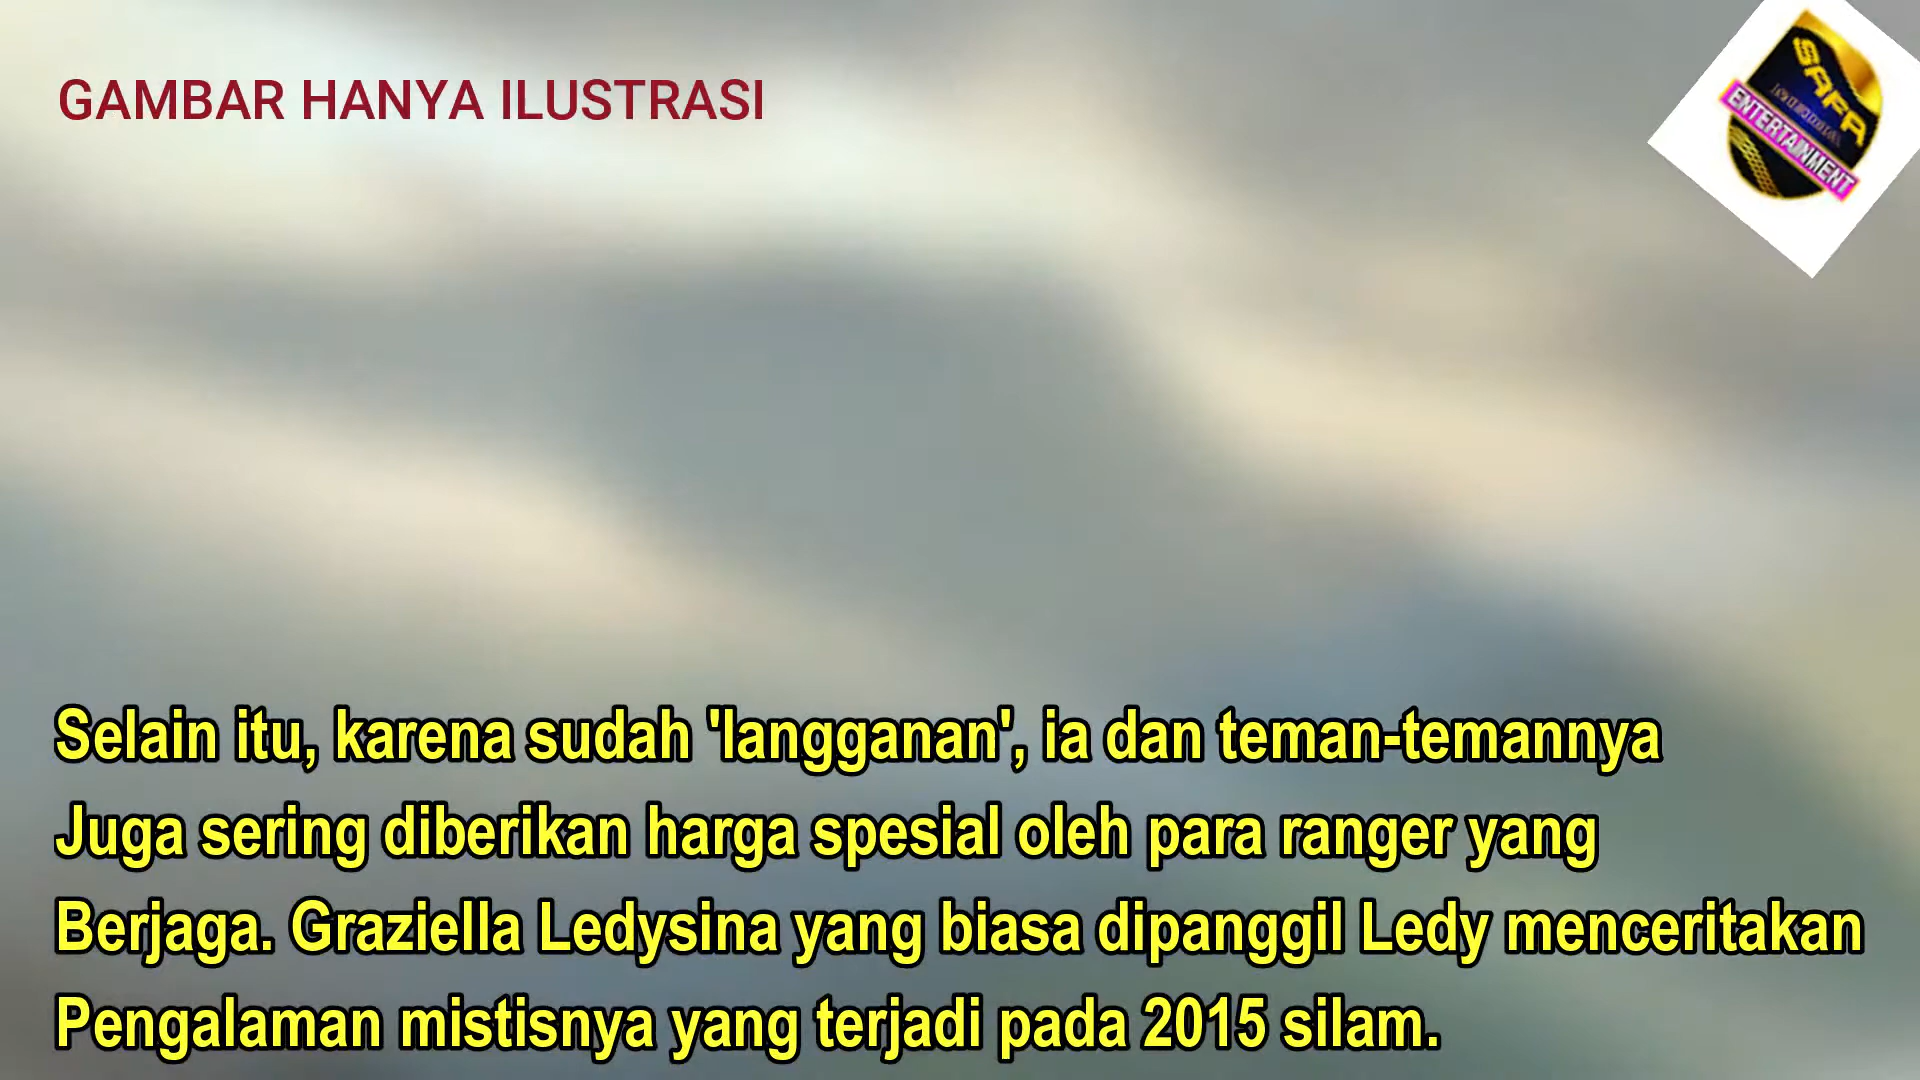 GAMBAR HANYA ILUSTRASI
SAFA
ENTERTAINMENT
Selain itu, karena sudah 'langganan', ia dan teman-temannya
Juga sering diberikan harga spesial oleh para ranger yang
Berjaga. Graziella Ledysina yang biasa dipanggil Ledy menceritakan
Pengalaman mistisnya yang terjadi pada 2015 silam.